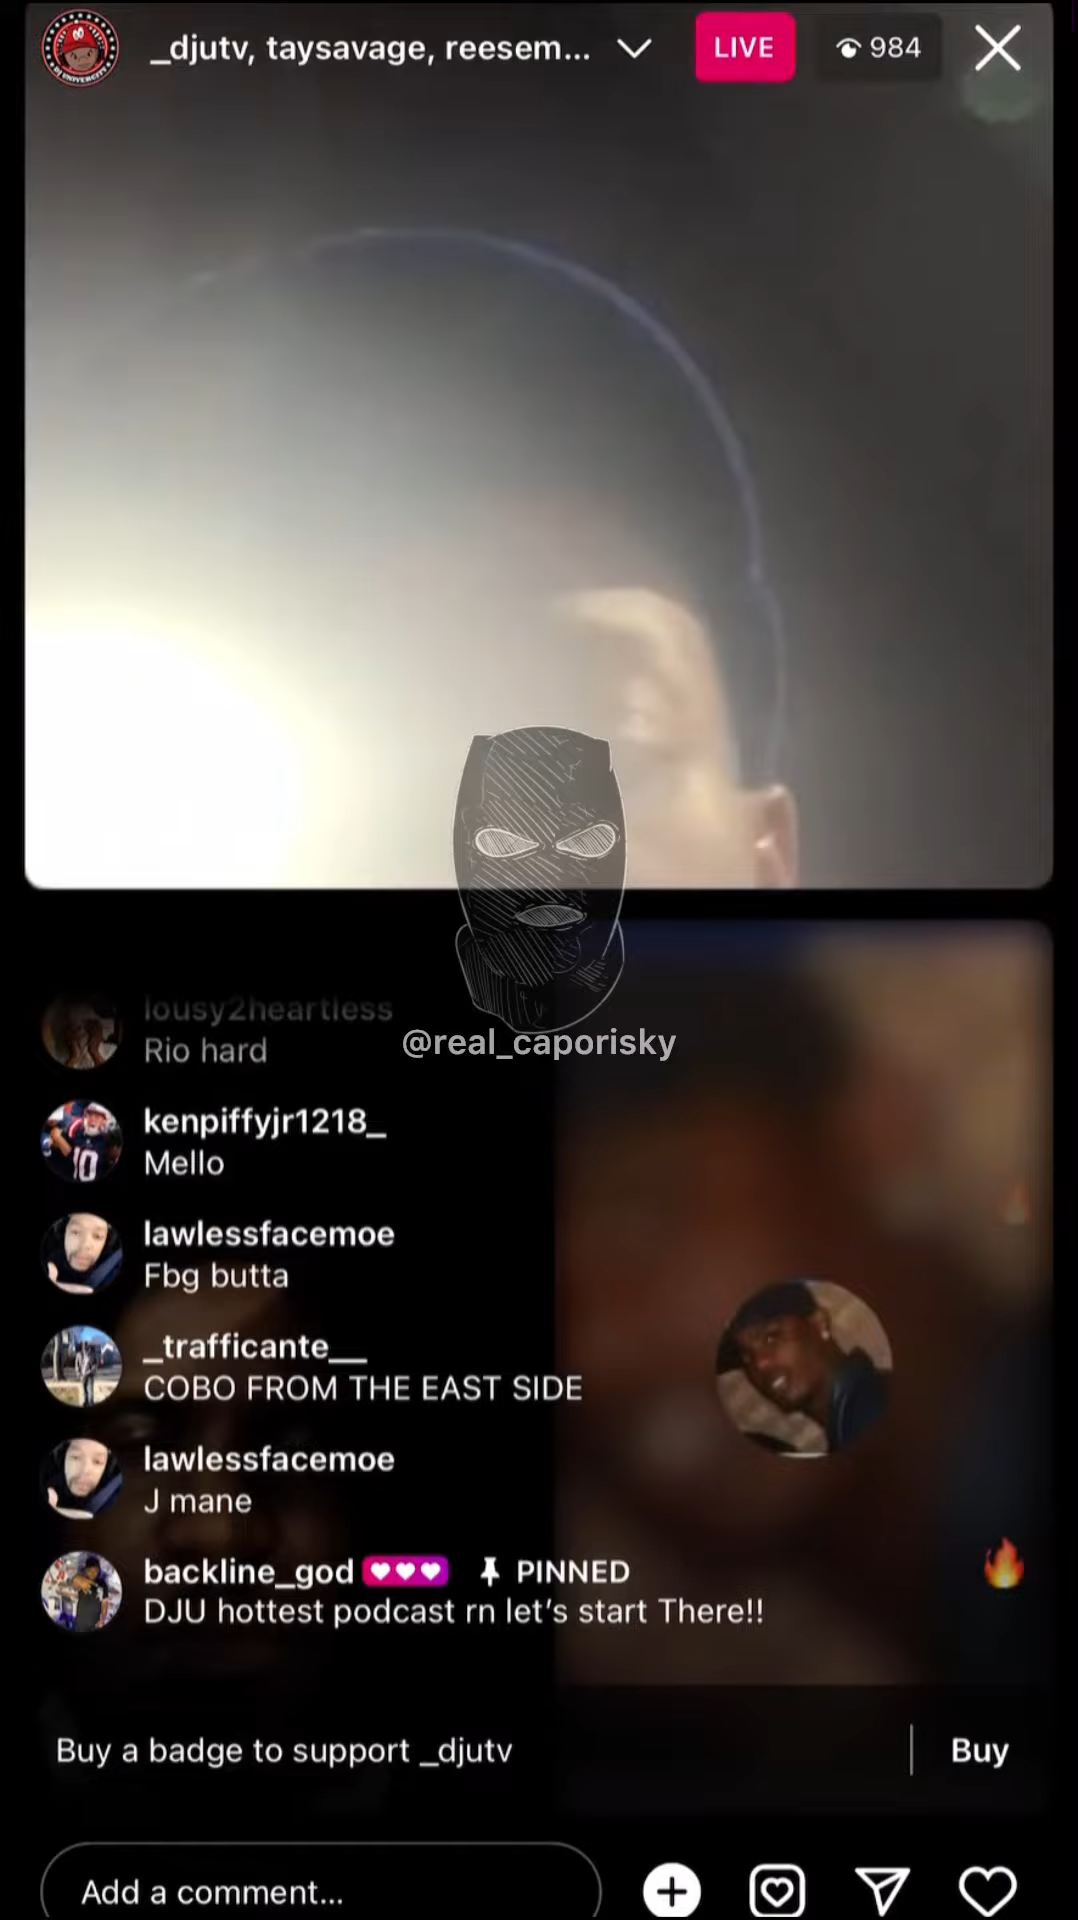 _djutv, taysavage, reesem...
LIVE
984
lousy2heartless
Rio hard
@real_caporisky
kenpiffyjr1218_
Mello
lawlessfacemoe
Fbg butta
_trafficante__
COBO FROM THE EAST SIDE
lawlessfacemoe
J mane
backline_god PINNED
DJU hottest podcast rn let's start There!!
Buy a badge to support _djutv | Buy
Add a comment...